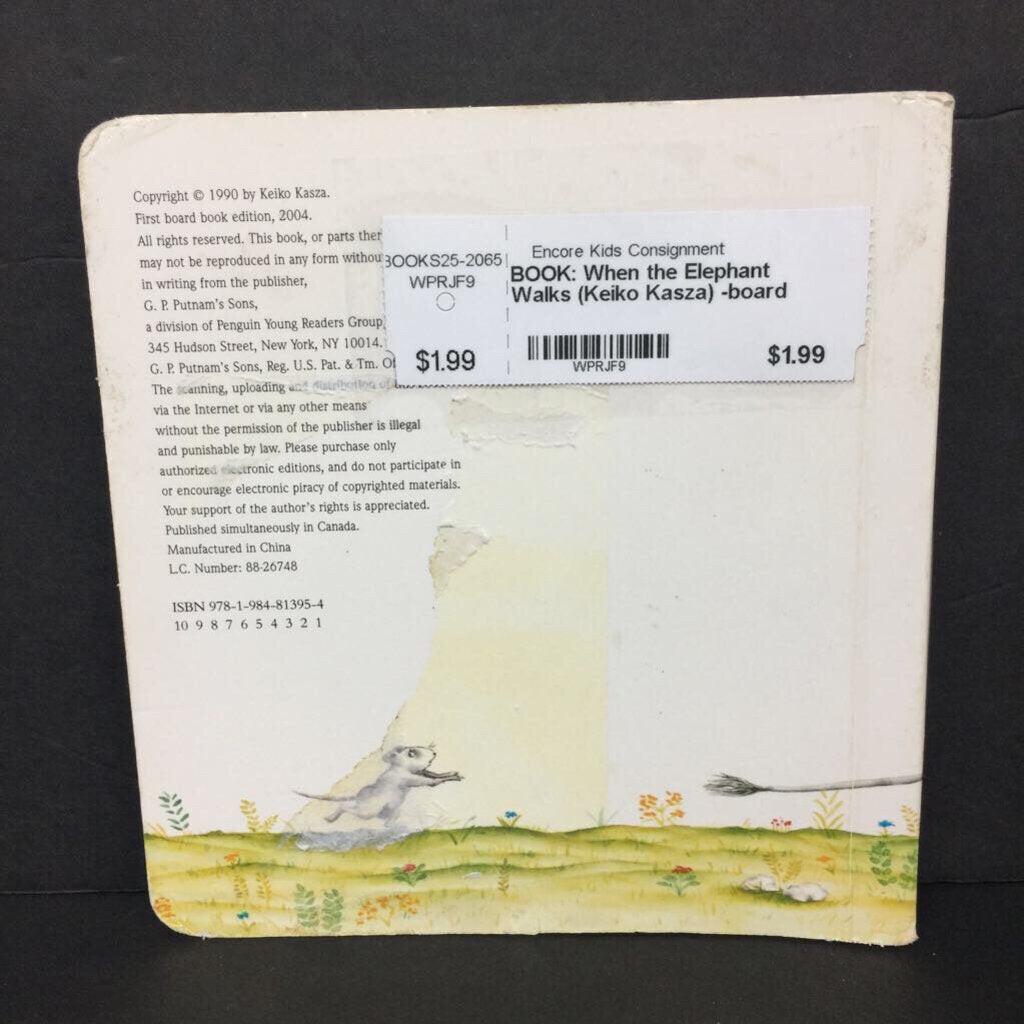 Copyright © 1990 by Keiko Kasza.
First board book edition, 2004.
All rights reserved. This book, or parts ther
may not be reproduced in any form withou
in writing from the publisher,
G. P. Putnam's Sons,
a division of Penguin Young Readers Group
345 Hudson Street, New York, NY 10014.
G. P. Putnam's Sons, Reg. U.S. Pat. & Tm. Of
The scanning, uploading and distribution of
via the Internet or via any other means
without the permission of the publisher is illegal
and punishable by law. Please purchase only
authorized electronic editions, and do not participate in
or encourage electronic piracy of copyrighted materials.
Your support of the author's rights is appreciated.
Published simultaneously in Canada.
Manufactured in China
L.C. Number: 88-26748
ISBN 978-1-984-81395-4
10 9 8 7 6 5 4 3 2 1
BOOKS25-2065
WPRJF9
$1.99
Encore Kids Consignment
BOOK: When the Elephant
Walks (Keiko Kasza) -board
WPRJF9
$1.99